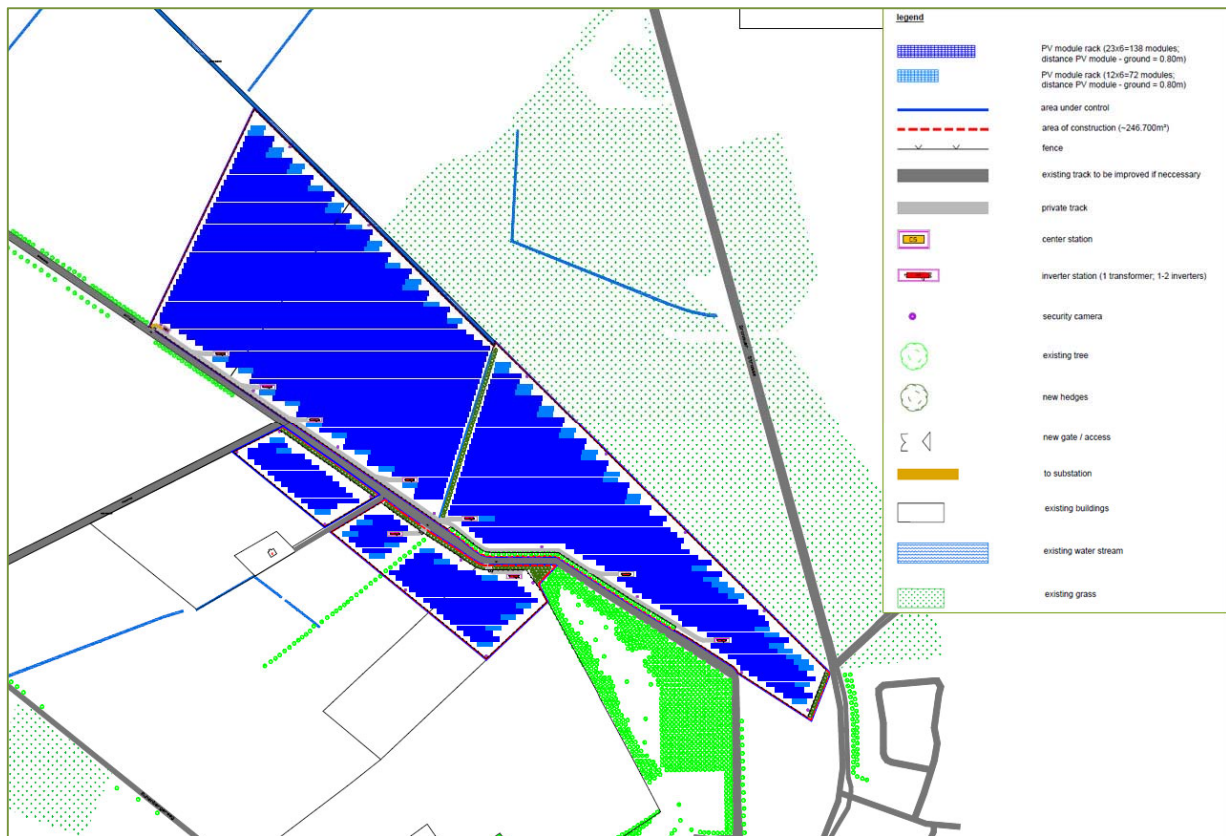 legend
PV module rack (23x6=138 modules;
distance PV module - ground = 0.80m)
PV module rack (12x6=72 modules;
distance PV module - ground = 0.80m)
area under control
area of construction (~246.700m²)
fence
existing track to be improved if neccessary
private track
center station
CS
inverter station (1 transformer; 1-2 inverters)
security camera
existing tree
new hedges
new gate / access
to substation
existing buildings
existing water stream
existing grass